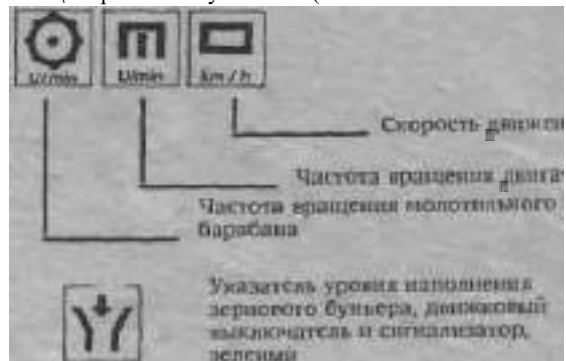 U/min U/min km/h
Скорость
Частота вращения
Частота вращения молотильного
барабана
Указатель уровня наполнения
зернового бункера, движковый
выключатель и сигнализатор,
зеленый